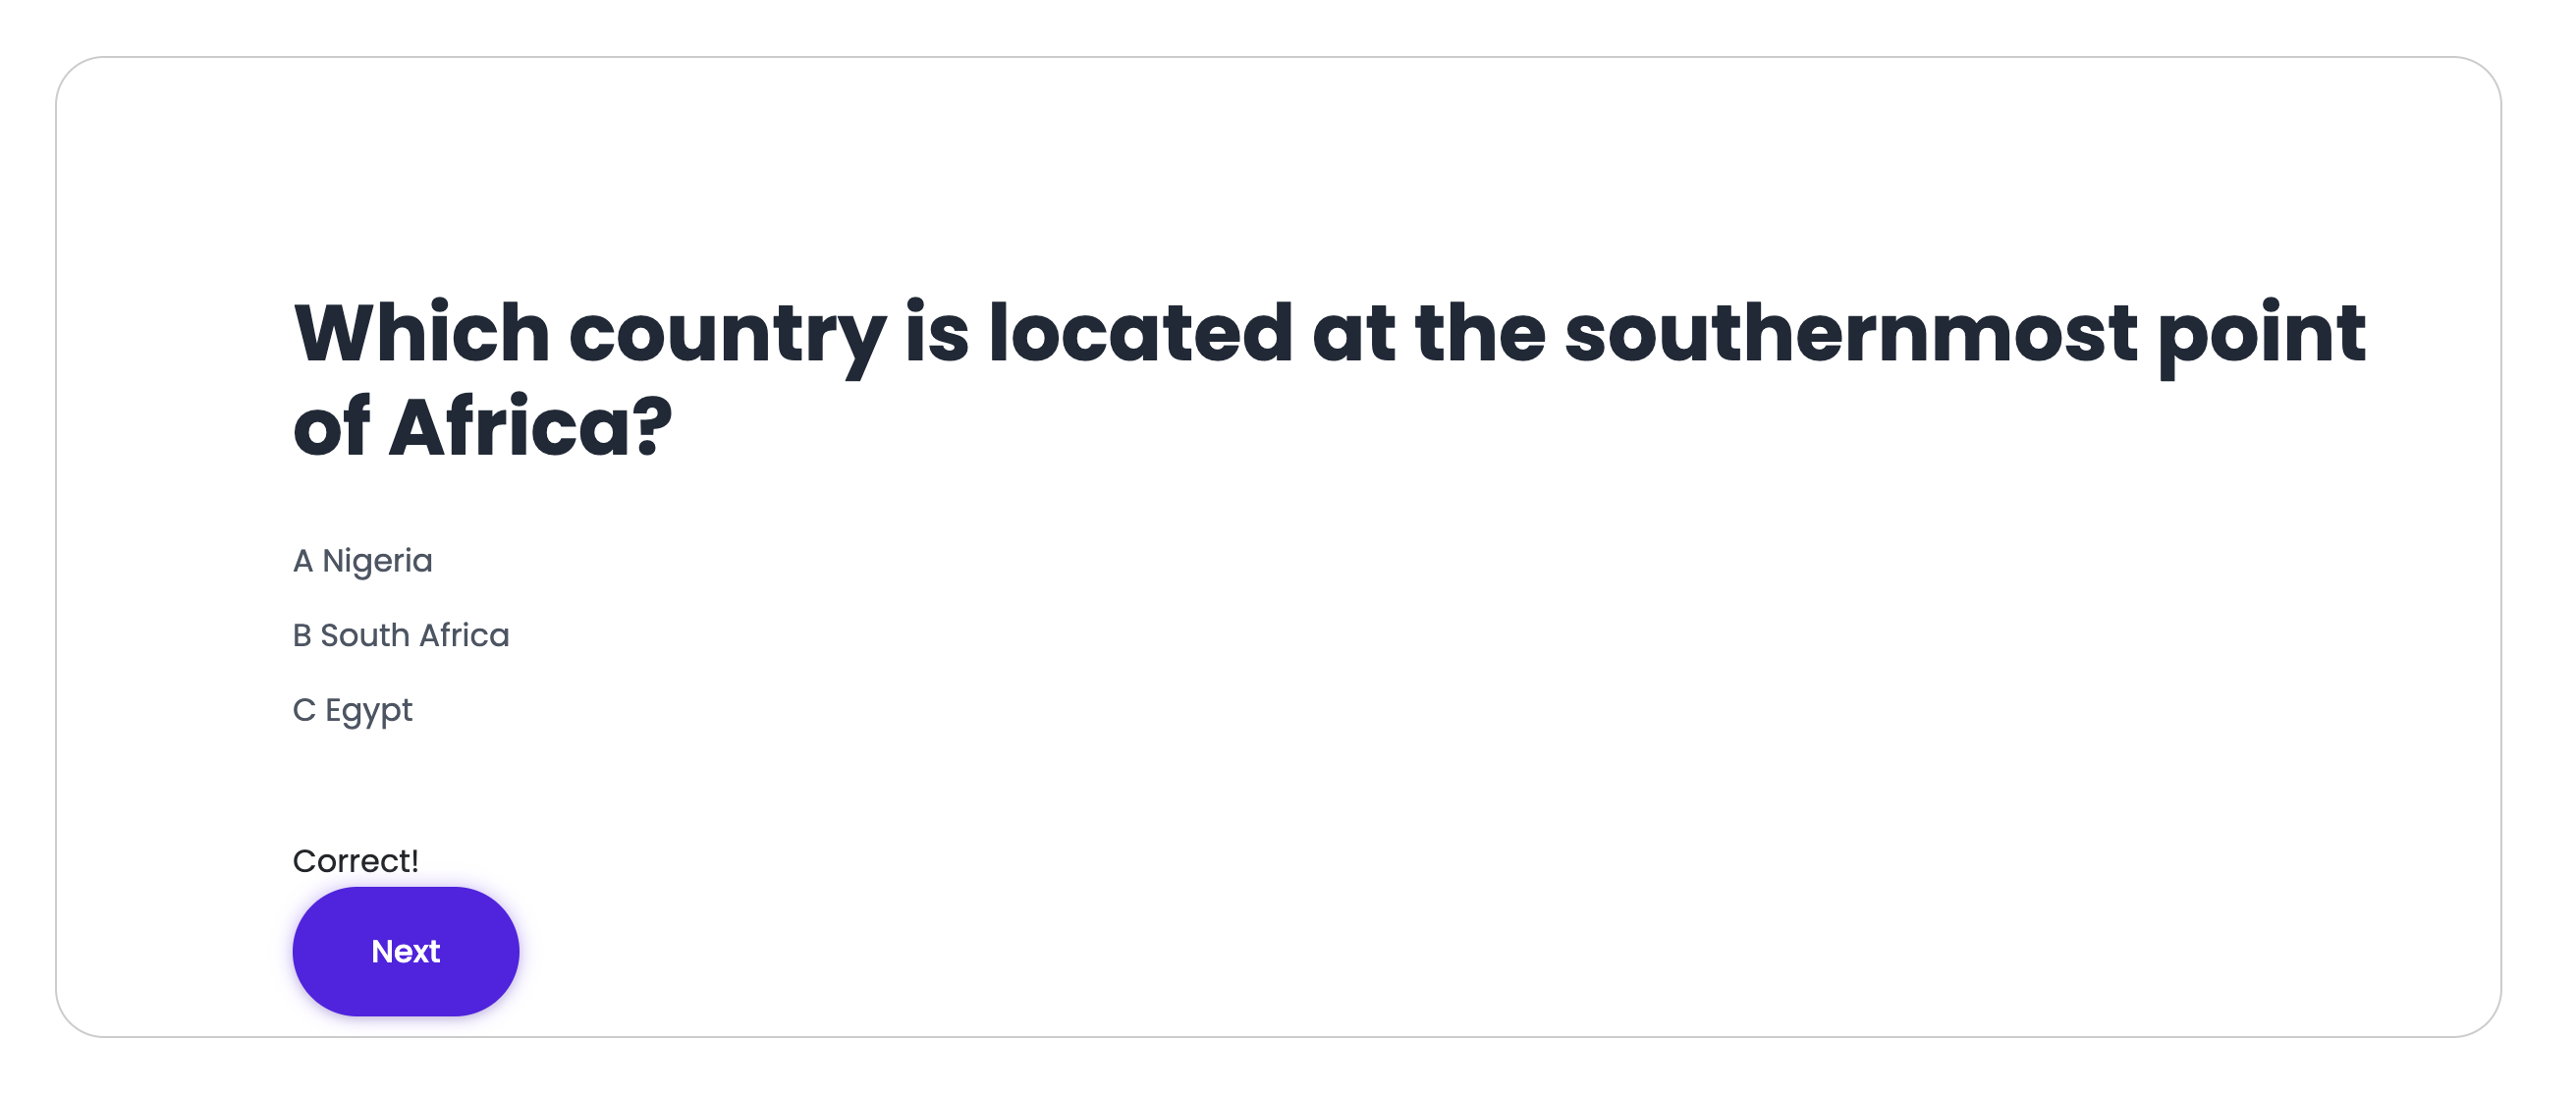 Which country is located at the southernmost point
of Africa?
A Nigeria
B South Africa
C Egypt
Correct!
Next